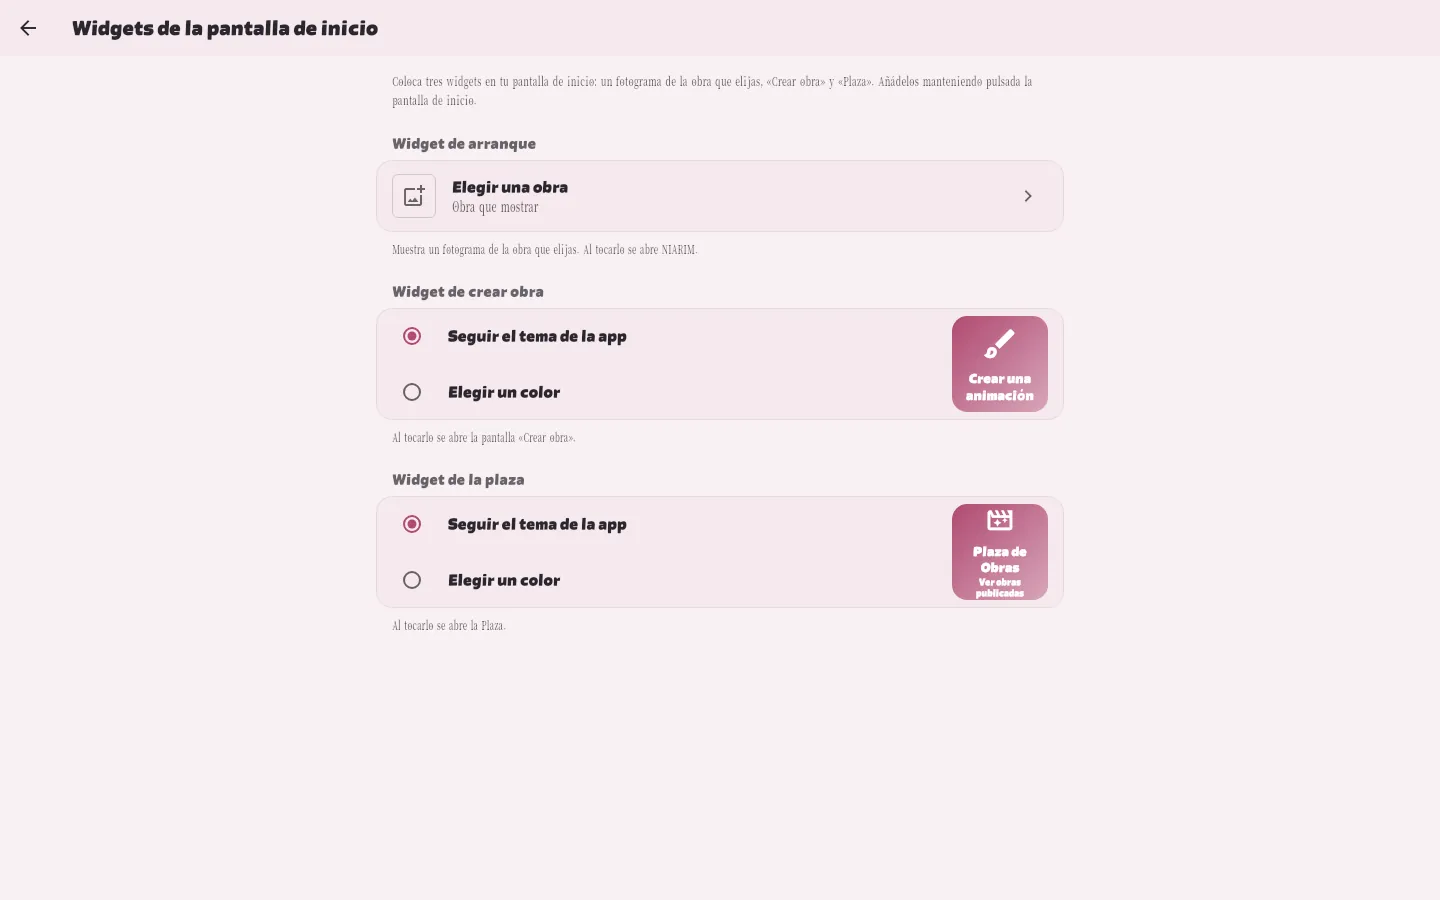 Widgets de la pantalla de inicio
Coloca tres widgets en tu pantalla de inicio: un fotograma de la obra que elijas, «Crear obra» y «Plaza». Añádelos manteniendo pulsada la
pantalla de inicio.
Widget de arranque
Elegir una obra
Obra que mostrar
Muestra un fotograma de la obra que elijas. Al tocarlo se abre NIARIM.
Widget de crear obra
Seguir el tema de la app
Elegir un color
Crear una
animación
Al tocarlo se abre la pantalla «Crear obra».
Widget de la plaza
Seguir el tema de la app
Elegir un color
Plaza de
Obras
Ver obras
publicadas
Al tocarlo se abre la Plaza.